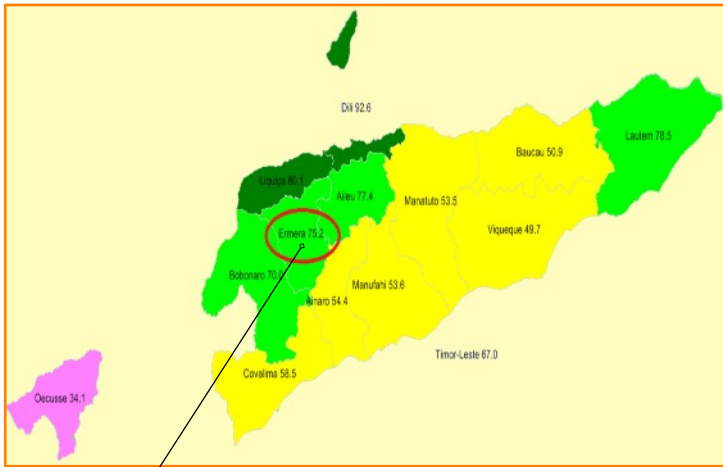 Dili 92.6
Lautem 78.5
Baucau 50.9
Liquiça 80.1
Aileu 77.4
Manatuto 53.5
Ermera 75.2
Viqueque 49.7
Bobonaro 70.0
Manufahi 53.6
Ainaro 54.4
Timor-Leste 67.0
Covalima 58.5
Oecusse 34.1